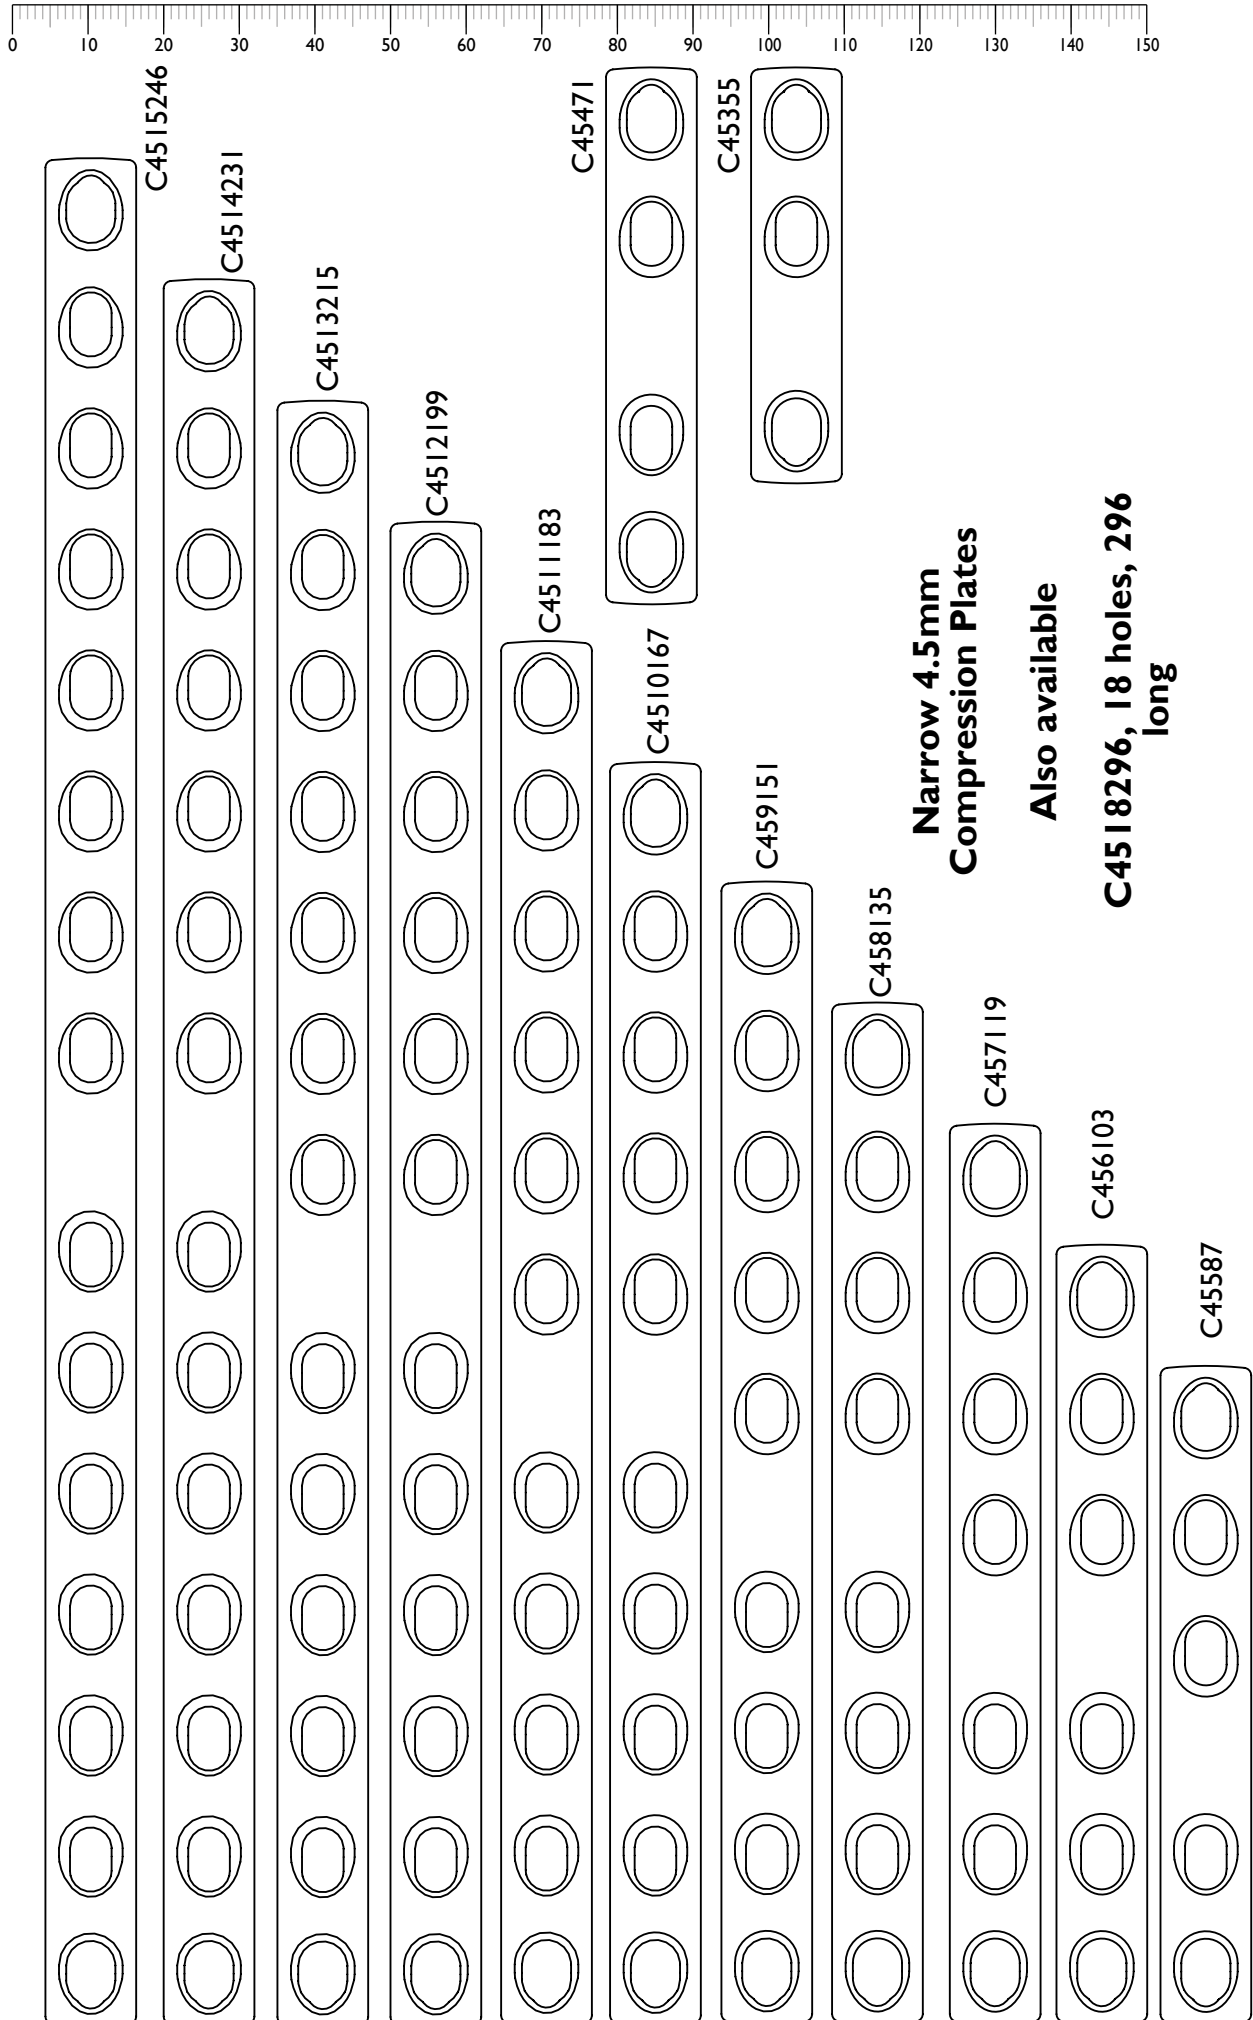 0 10 20 30 40 50 60 70 80 90 100 110 120 130 140 150
C4515246
C4514231
C4513215
C4512199
C4511183
C45471
C4510167
C45355
C459151
C458135
Narrow 4.5mm
Compression Plates
Also available
C4518296, 18 holes, 296
long
C457119
C456103
C45587